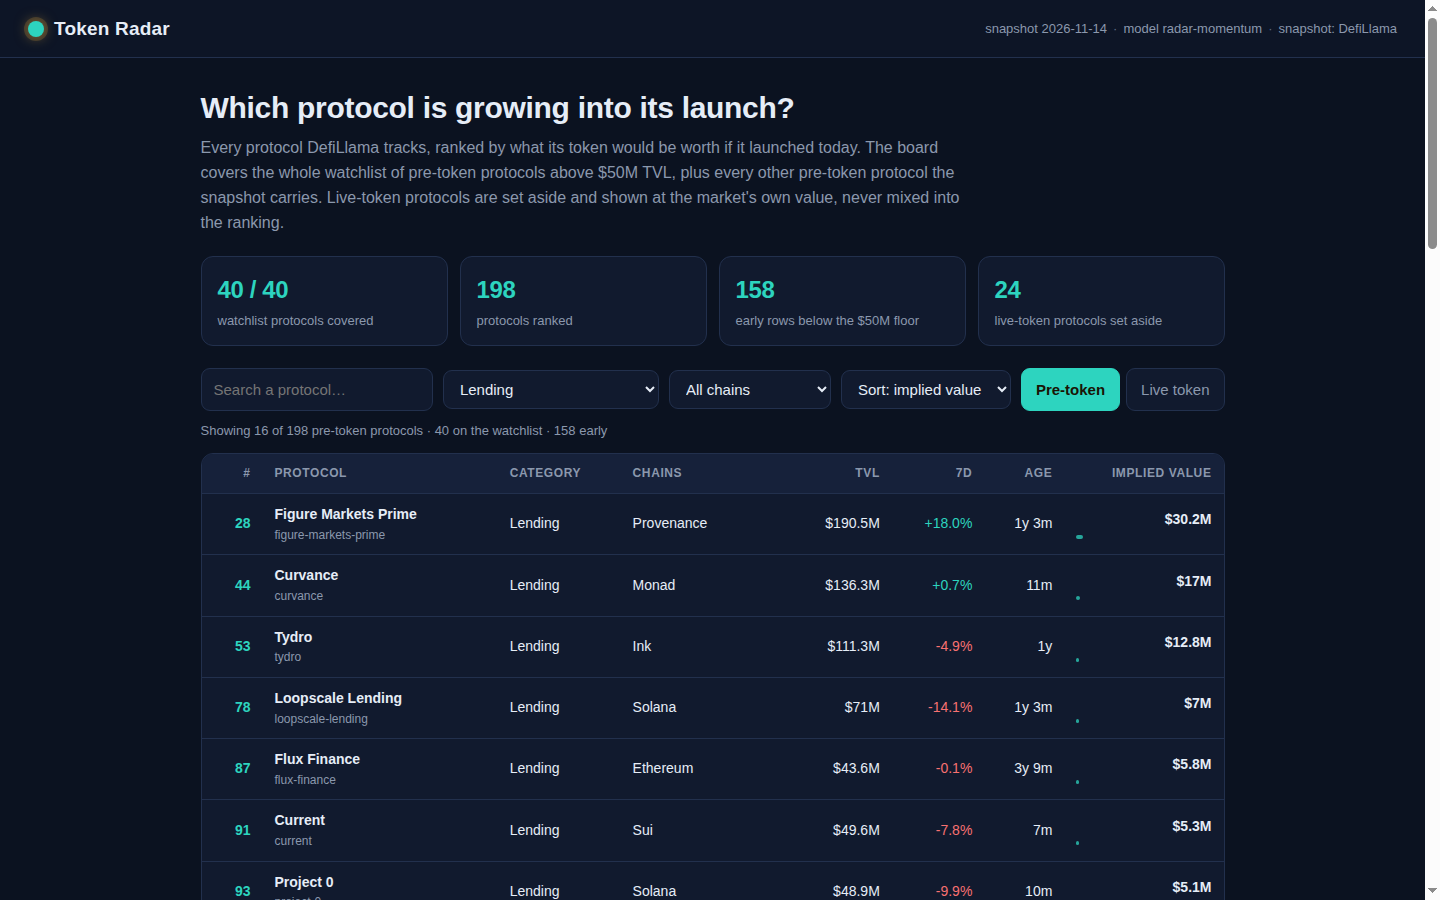 Token Radar
snapshot 2026-11-14 · model radar-momentum · snapshot: DefiLlama
Which protocol is growing into its launch?
Every protocol DefiLlama tracks, ranked by what its token would be worth if it launched today. The board
covers the whole watchlist of pre-token protocols above $50M TVL, plus every other pre-token protocol the
snapshot carries. Live-token protocols are set aside and shown at the market's own value, never mixed into
the ranking.
40 / 40
watchlist protocols covered
198
protocols ranked
158
early rows below the $50M floor
24
live-token protocols set aside
Search a protocol… Lending All chains Sort: implied value Pre-token Live token
Showing 16 of 198 pre-token protocols · 40 on the watchlist · 158 early
# PROTOCOL CATEGORY CHAINS TVL 7D AGE IMPLIED VALUE
28 Figure Markets Prime Lending Provenance $190.5M +18.0% 1y 3m $30.2M
figure-markets-prime
44 Curvance Lending Monad $136.3M +0.7% 11m $17M
curvance
53 Tydro Lending Ink $111.3M -4.9% 1y $12.8M
tydro
78 Loopscale Lending Lending Solana $71M -14.1% 1y 3m $7M
loopscale-lending
87 Flux Finance Lending Ethereum $43.6M -0.1% 3y 9m $5.8M
flux-finance
91 Current Lending Sui $49.6M -7.8% 7m $5.3M
current
93 Project 0 Lending Solana $48.9M -9.9% 10m $5.1M